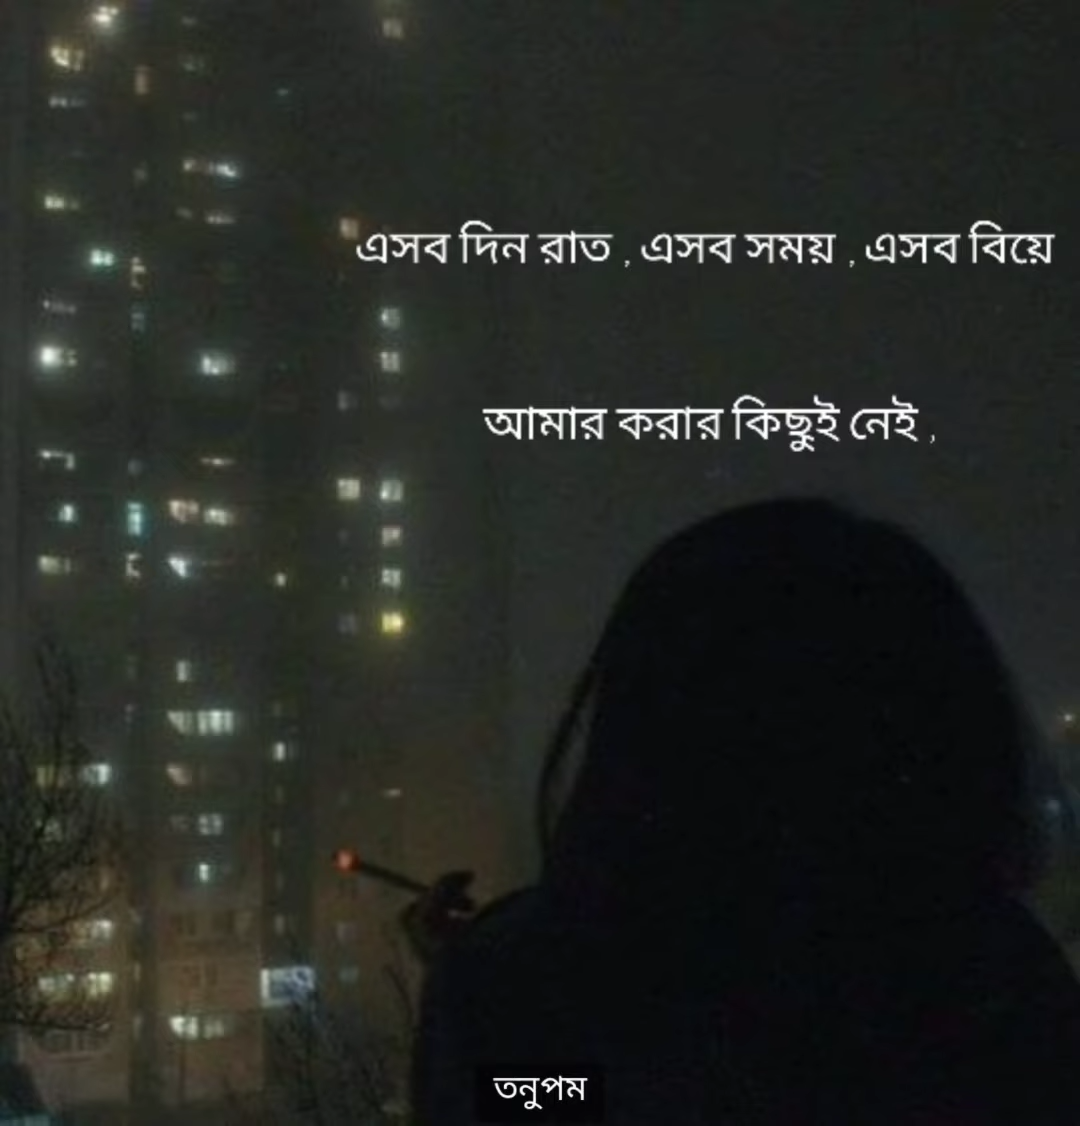 এসব দিন রাত , এসব সময় , এসব বিয়ে
আমার করার কিছুই নেই ,
তনুপম